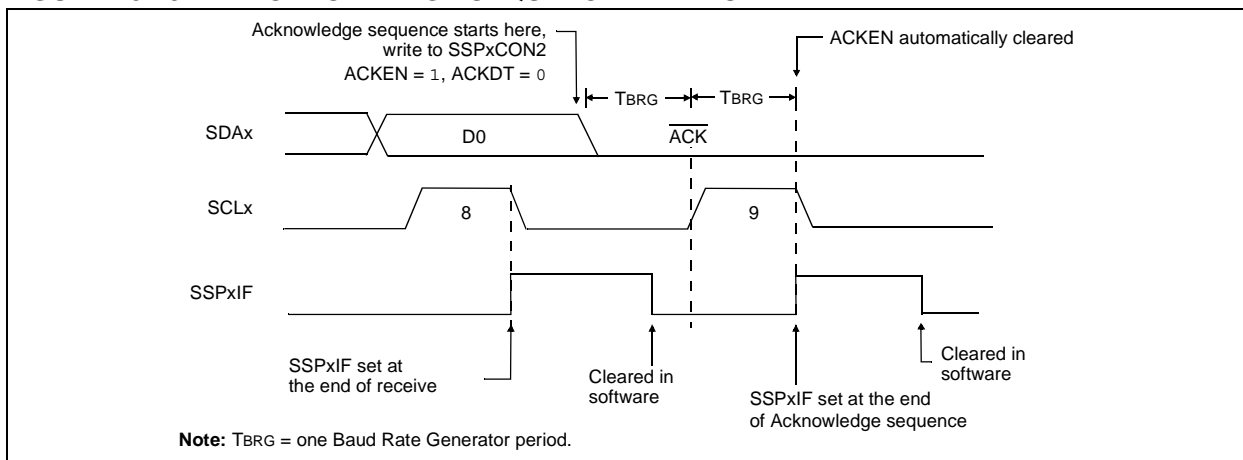 Acknowledge sequence starts here,
write to SSPxCON2
ACKEN = 1, ACKDT = 0
ACKEN automatically cleared
TBRG
TBRG
SDAx
D0
ACK
SCLx
8
9
SSPxIF
SSPxIF set at
the end of receive
Cleared in
software
SSPxIF set at the end
of Acknowledge sequence
Cleared in
software
Note: TBRG = one Baud Rate Generator period.